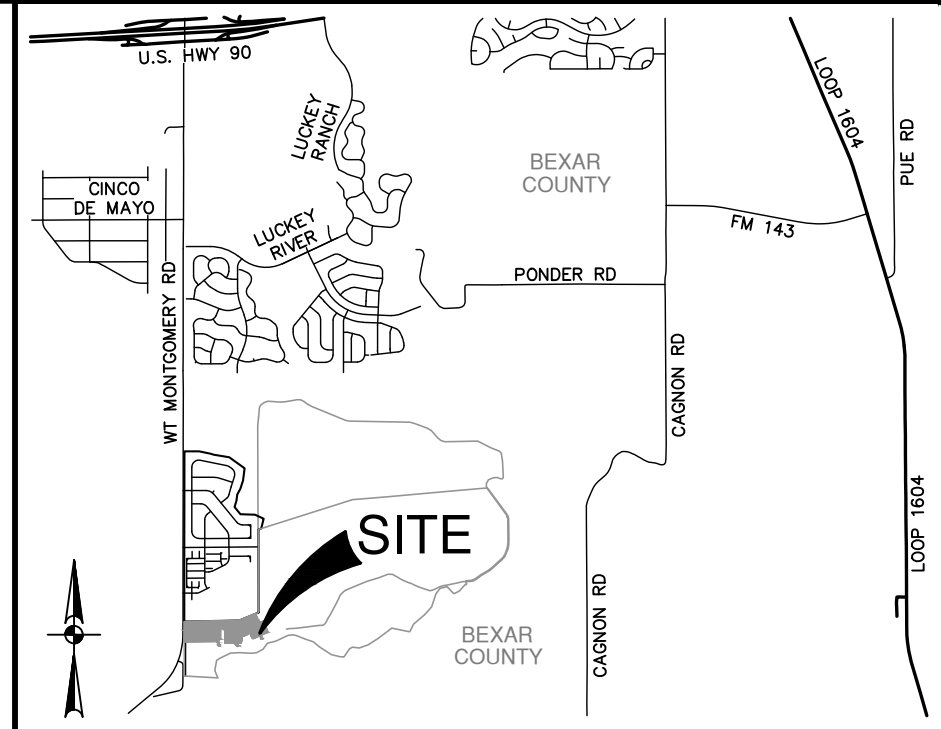 U.S. HWY 90
LUCKEY
RANCH
LOOP 1604
PUE RD
BEXAR
COUNTY
CINCO
DE MAYO
LUCKEY
RIVER
FM 143
PONDER RD
WT MONTGOMERY RD
CAGNON RD
SITE
LOOP 1604
CAGNON RD
BEXAR
COUNTY